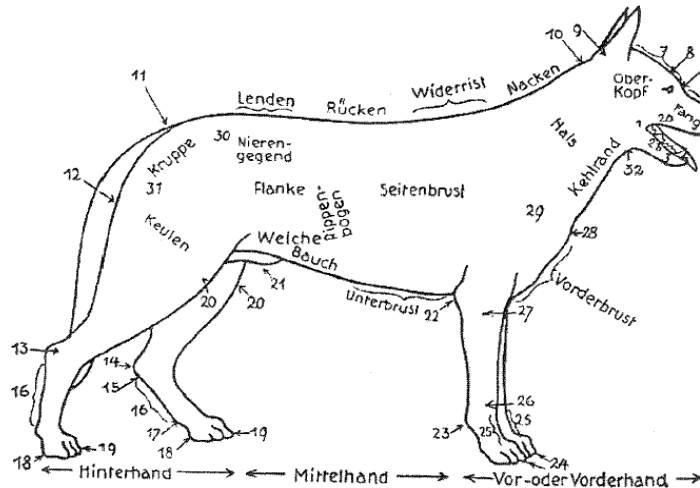 7
8
9
10
Ober-
Kopf
Fang
11
Lenden
Rücken
Widerrist
Nacken
20
25
30
Nieren-
gegend
Hals
Kruppe
31
12
Flanke
Rippen-
bogen
Seitenbrust
Kehlrand
32
29
Keulen
Welche
Bauch
28
21
20
20
Unterbrust
22
Vorderbrust
27
13
14
15
16
16
26
17
18
19
23
25
25
18
19
24
Hinterhand
Mittelhand
Vor-oder Vorderhand